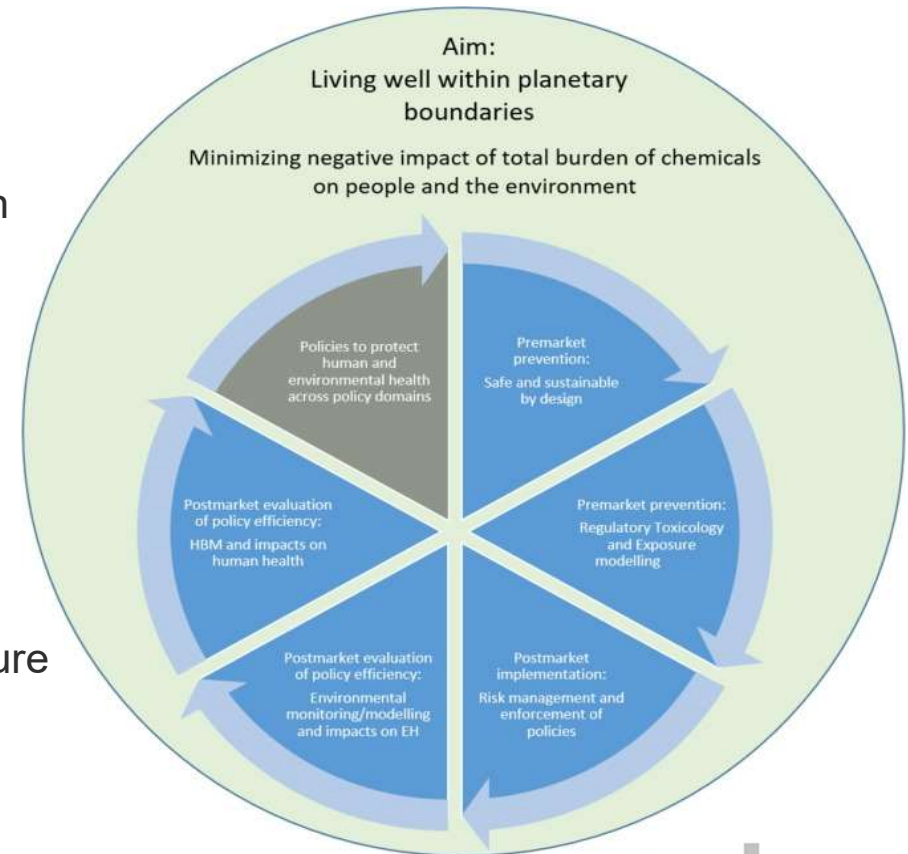 Aim:
Living well within planetary
boundaries
Minimizing negative impact of total burden of chemicals
on people and the environment
Policies to protect
human and
environmental health
across policy domains
Premarket
prevention:
Safe and sustainable
by design
Premarket prevention:
Regulatory Toxicology
and Exposure
modelling
Postmarket
implementation:
Risk management and
enforcement of
policies
Postmarket evaluation
of policy efficiency:
Environmental
monitoring/modelling
and impacts on EH
Postmarket evaluation
of policy efficiency:
HBM and impacts on
human health